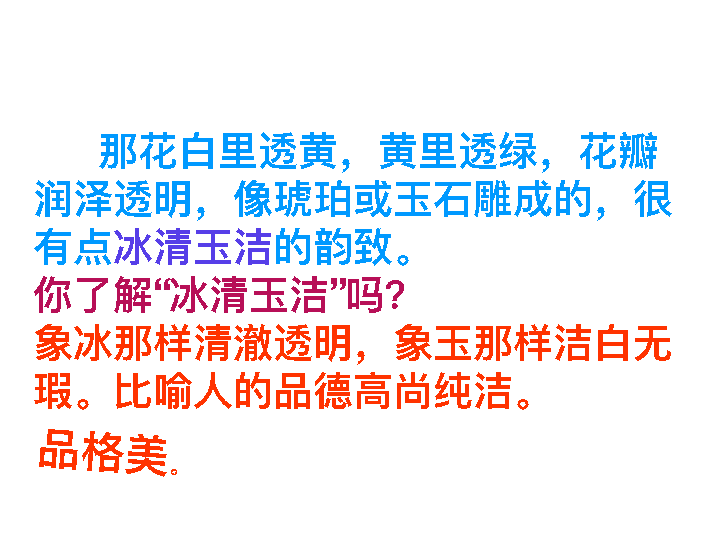 那花白里透黄，黄里透绿，花瓣
润泽透明，像琥珀或玉石雕成的，很
有点冰清玉洁的韵致。
你了解“冰清玉洁”吗?
象冰那样清澈透明，象玉那样洁白无
瑕。比喻人的品德高尚纯洁。
品格美。